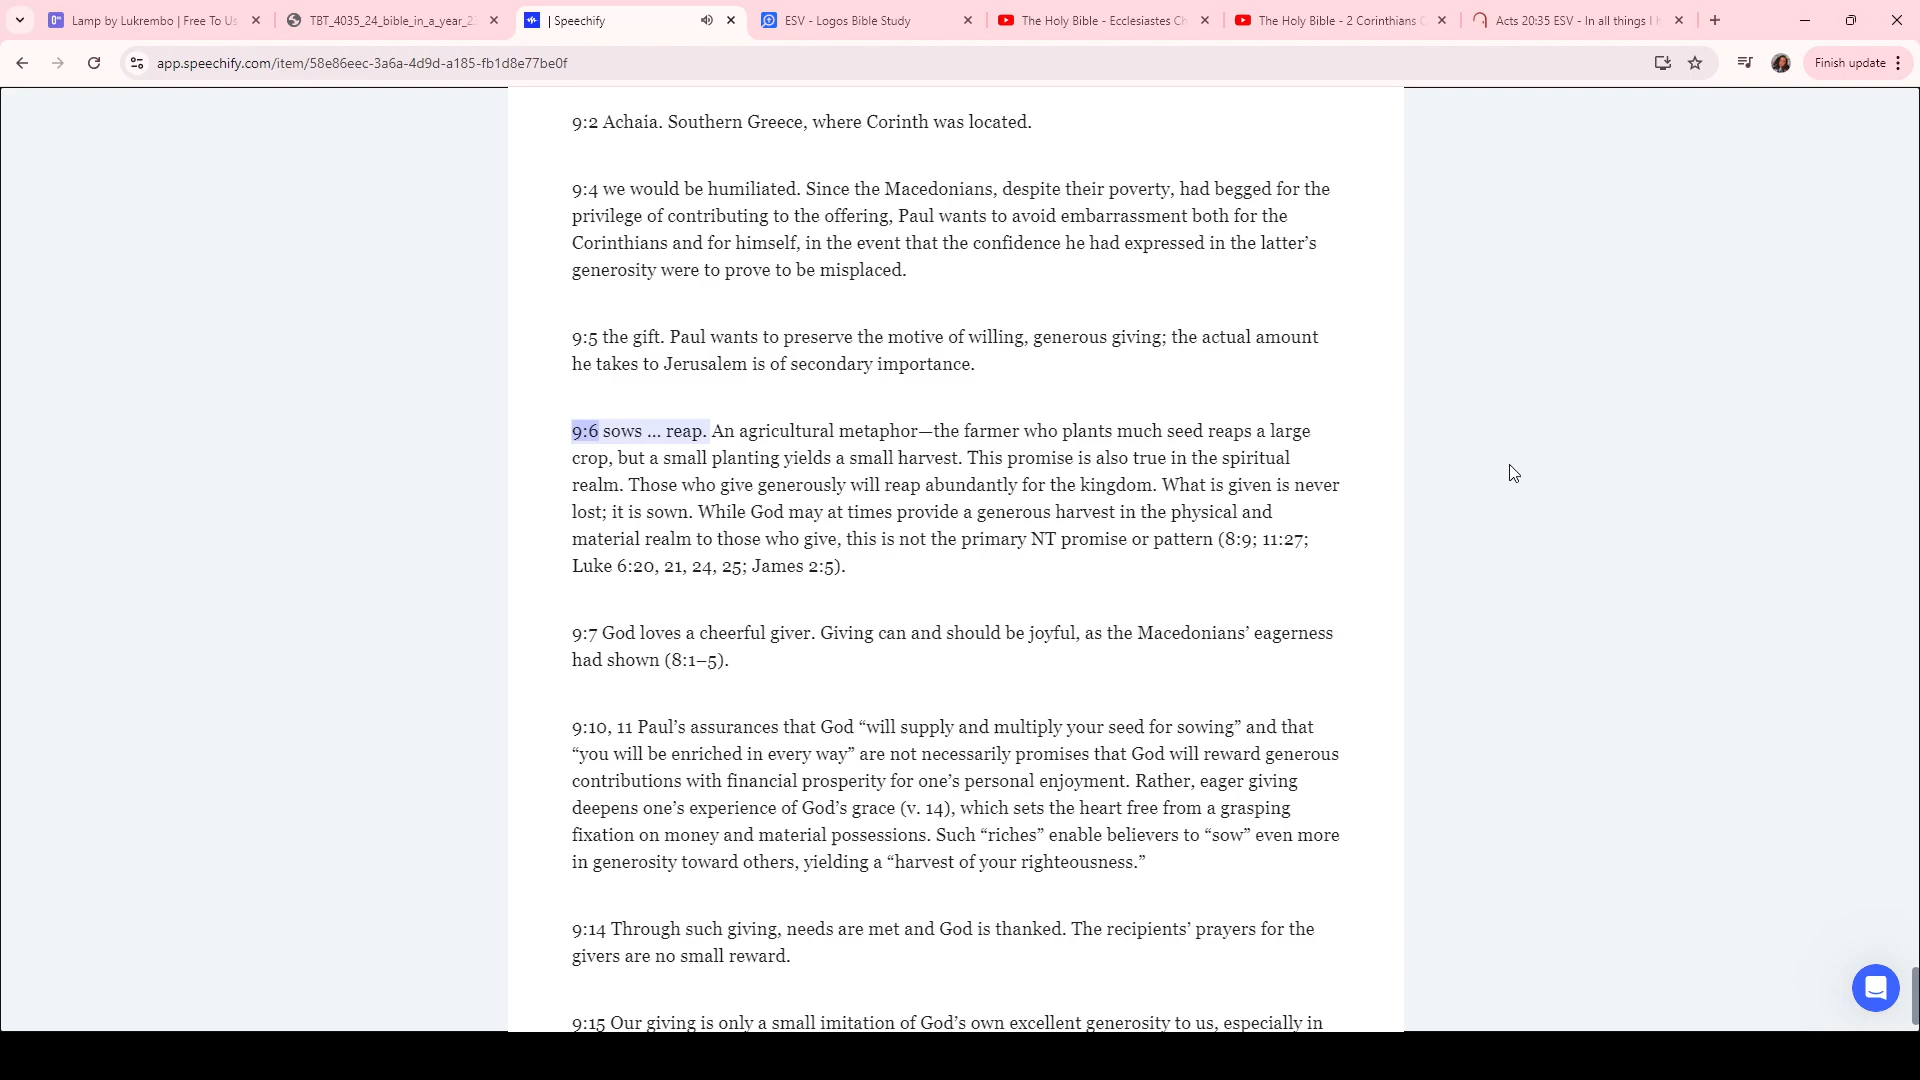 Lamp by Lukrembo | Free To Us
TBT_4035_24_bible_in_a_year_2
| Speechify
ESV - Logos Bible Study
The Holy Bible - Ecclesiastes Ch
The Holy Bible - 2 Corinthians C
Acts 20:35 ESV - In all things I h
app.speechify.com/item/58e86eec-3a6a-4d9d-a185-fb1d8e77be0f
Finish update
9:2 Achaia. Southern Greece, where Corinth was located.
9:4 we would be humiliated. Since the Macedonians, despite their poverty, had begged for the
privilege of contributing to the offering, Paul wants to avoid embarrassment both for the
Corinthians and for himself, in the event that the confidence he had expressed in the latter’s
generosity were to prove to be misplaced.
9:5 the gift. Paul wants to preserve the motive of willing, generous giving; the actual amount
he takes to Jerusalem is of secondary importance.
9:6 sows ... reap. An agricultural metaphor—the farmer who plants much seed reaps a large
crop, but a small planting yields a small harvest. This promise is also true in the spiritual
realm. Those who give generously will reap abundantly for the kingdom. What is given is never
lost; it is sown. While God may at times provide a generous harvest in the physical and
material realm to those who give, this is not the primary NT promise or pattern (8:9; 11:27;
Luke 6:20, 21, 24, 25; James 2:5).
9:7 God loves a cheerful giver. Giving can and should be joyful, as the Macedonians’ eagerness
had shown (8:1–5).
9:10, 11 Paul’s assurances that God “will supply and multiply your seed for sowing” and that
“you will be enriched in every way” are not necessarily promises that God will reward generous
contributions with financial prosperity for one’s personal enjoyment. Rather, eager giving
deepens one’s experience of God’s grace (v. 14), which sets the heart free from a grasping
fixation on money and material possessions. Such “riches” enable believers to “sow” even more
in generosity toward others, yielding a “harvest of your righteousness.”
9:14 Through such giving, needs are met and God is thanked. The recipients’ prayers for the
givers are no small reward.
9:15 Our giving is only a small imitation of God’s own excellent generosity to us, especially in